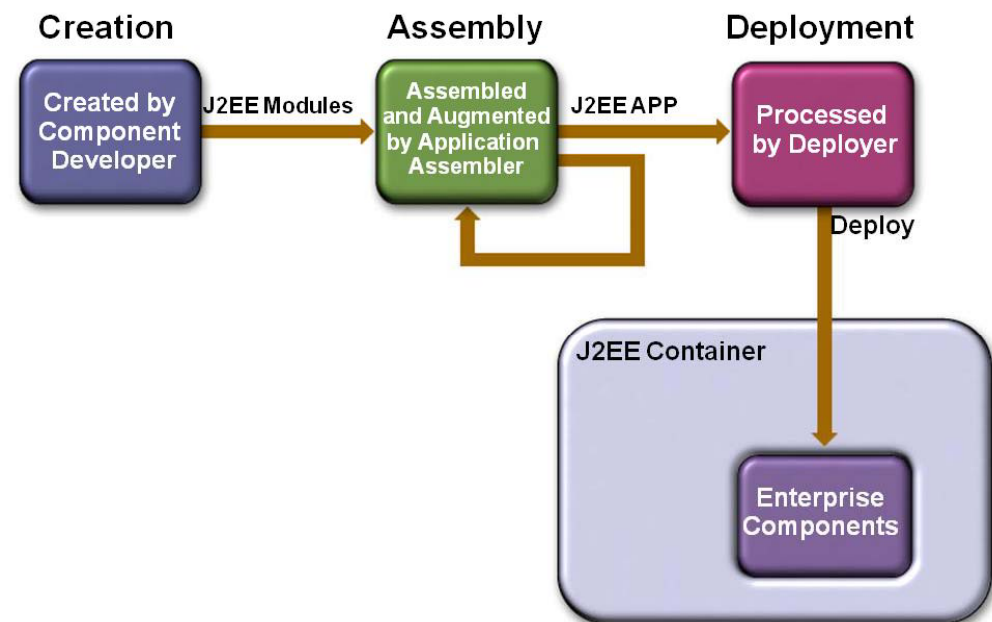 Creation
Assembly
Deployment
Created by
Component
Developer
J2EE Modules
Assembled
and Augmented
by Application
Assembler
J2EE APP
Processed
by Deployer
Deploy
J2EE Container
Enterprise
Components